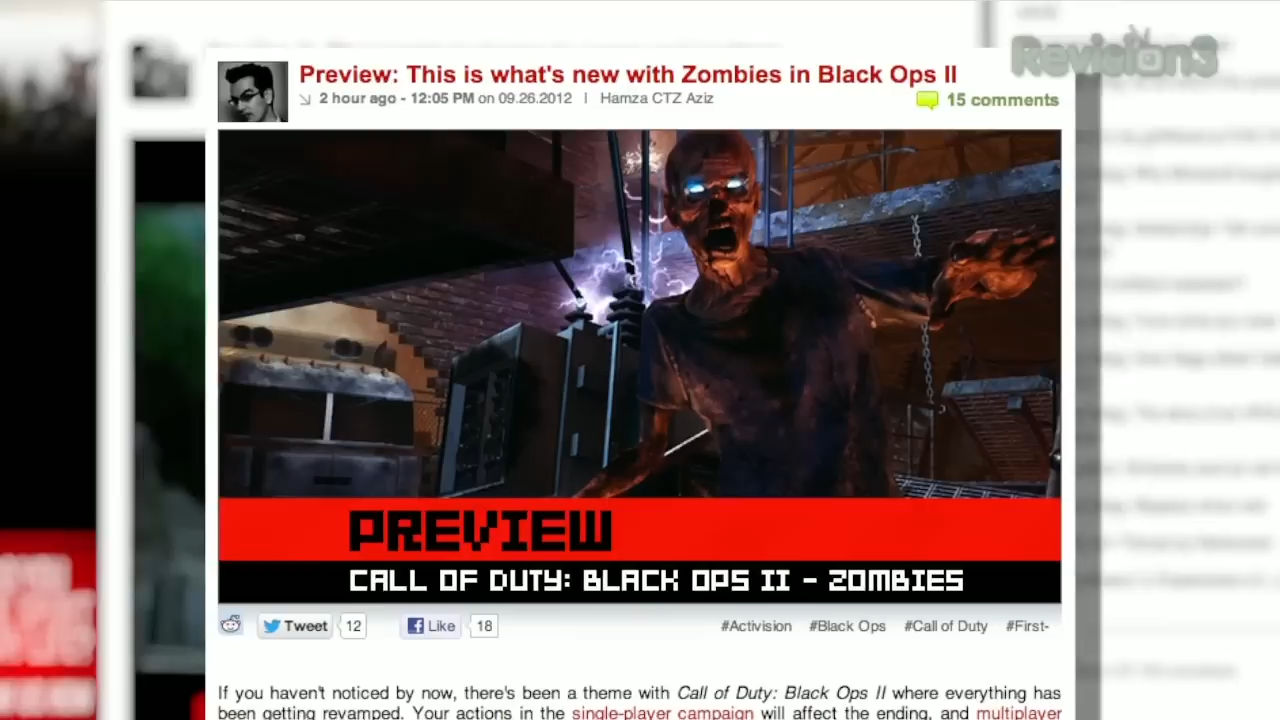 Revision3
Preview: This is what's new with Zombies in Black Ops II
2 hour ago - 12:05 PM on 09.26.2012 | Hamza CTZ Aziz
15 comments
PREVIEW
CALL OF DUTY: BLACK OPS II - ZOMBIES
Tweet 12 Like 18 #Activision #Black Ops #Call of Duty #First-
If you haven't noticed by now, there's been a theme with Call of Duty: Black Ops II where everything has
been getting revamped. Your actions in the single-player campaign will affect the ending, and multiplayer